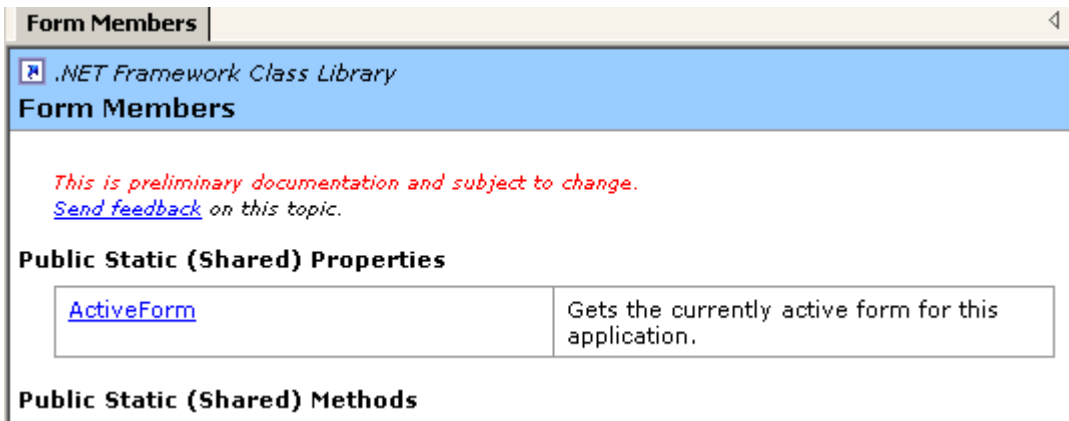 Form Members
.NET Framework Class Library
Form Members
This is preliminary documentation and subject to change.
Send feedback on this topic.
Public Static (Shared) Properties
ActiveForm
Gets the currently active form for this
application.
Public Static (Shared) Methods